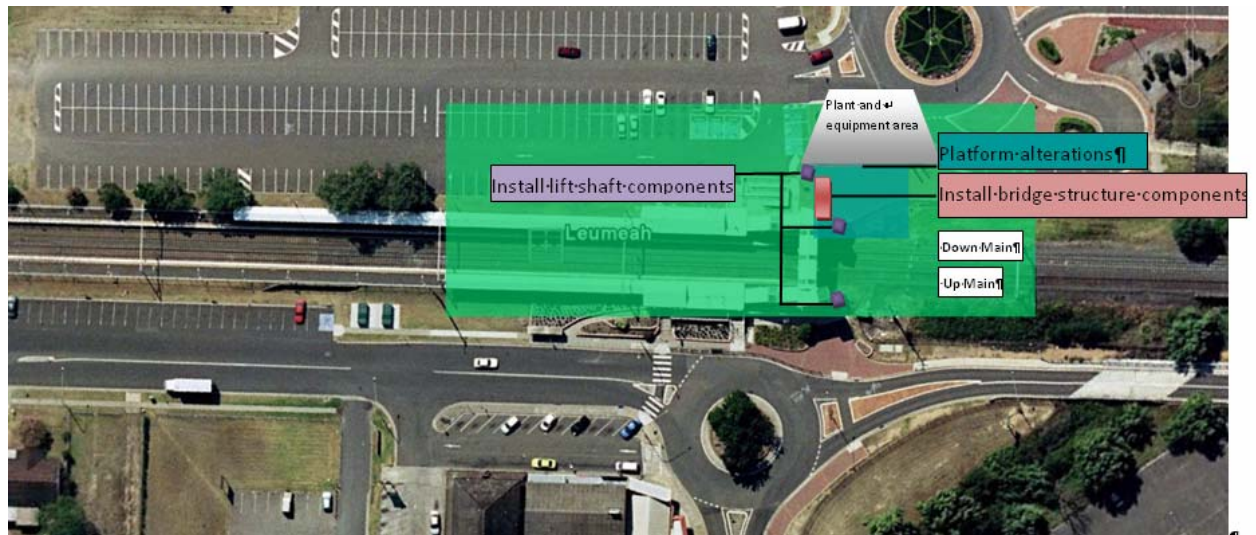 Plant·and·↵
equipment·area
Platform·alterations¶
Install·lift·shaft·components
Install·bridge·structure·components
Leumeah
·Down·Main¶
·Up·Main¶
¶